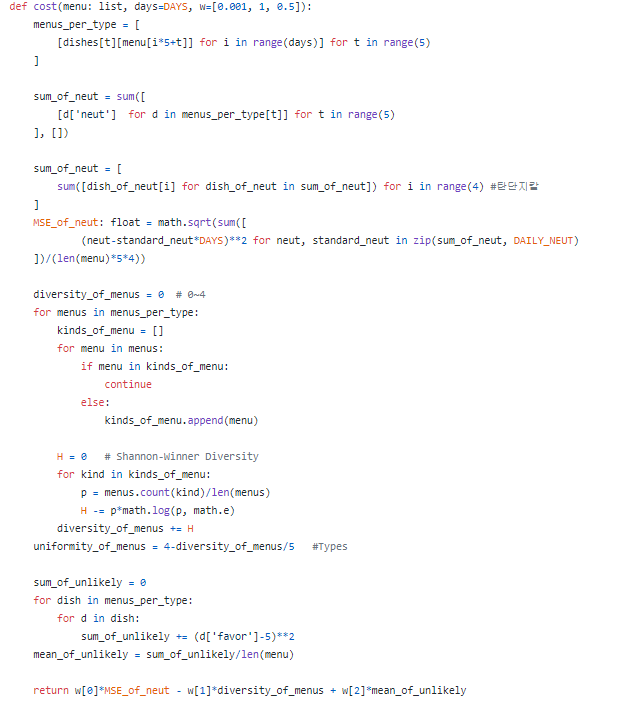 def cost(menu: list, days=DAYS, w=[0.001, 1, 0.5]):
    menus_per_type = [
        [dishes[t][menu[i*5+t]] for i in range(days)] for t in range(5)
    ]

    sum_of_neut = sum([
        [d['neut']  for d in menus_per_type[t]] for t in range(5)
    ], [])

    sum_of_neut = [
        sum([dish_of_neut[i] for dish_of_neut in sum_of_neut]) for i in range(4) #탄단지칼
    ]
    MSE_of_neut: float = math.sqrt(sum([
            (neut-standard_neut*DAYS)**2 for neut, standard_neut in zip(sum_of_neut, DAILY_NEUT)
    ])/(len(menu)*5*4))

    diversity_of_menus = 0  # 0~4
    for menus in menus_per_type:
        kinds_of_menu = []
        for menu in menus:
            if menu in kinds_of_menu:
                continue
            else:
                kinds_of_menu.append(menu)

        H = 0   # Shannon-Winner Diversity
        for kind in kinds_of_menu:
            p = menus.count(kind)/len(menus)
            H -= p*math.log(p, math.e)
        diversity_of_menus += H
    uniformity_of_menus = 4-diversity_of_menus/5   #Types

    sum_of_unlikely = 0
    for dish in menus_per_type:
        for d in dish:
            sum_of_unlikely += (d['favor']-5)**2
    mean_of_unlikely = sum_of_unlikely/len(menu)

    return w[0]*MSE_of_neut - w[1]*diversity_of_menus + w[2]*mean_of_unlikely